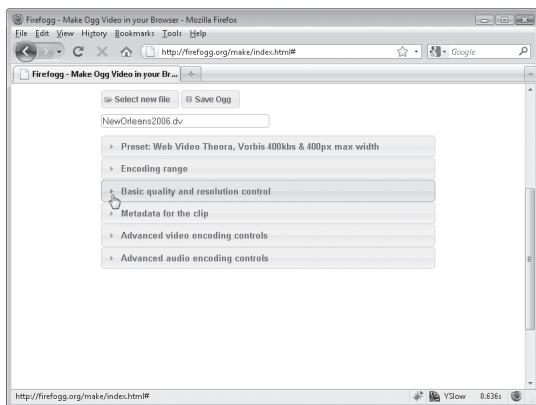 Firefogg - Make Ogg Video in your Browser - Mozilla Firefox
File Edit View History Bookmarks Tools Help
http://firefogg.org/make/index.html#
Google
Firefogg - Make Ogg Video in your Br...
Select new file Save Ogg
NewOrleans2006.dv
Preset: Web Video Theora, Vorbis 400kbs & 400px max width
Encoding range
Basic quality and resolution control
Metadata for the clip
Advanced video encoding controls
Advanced audio encoding controls
http://firefogg.org/make/index.html# YSlow 0.636s